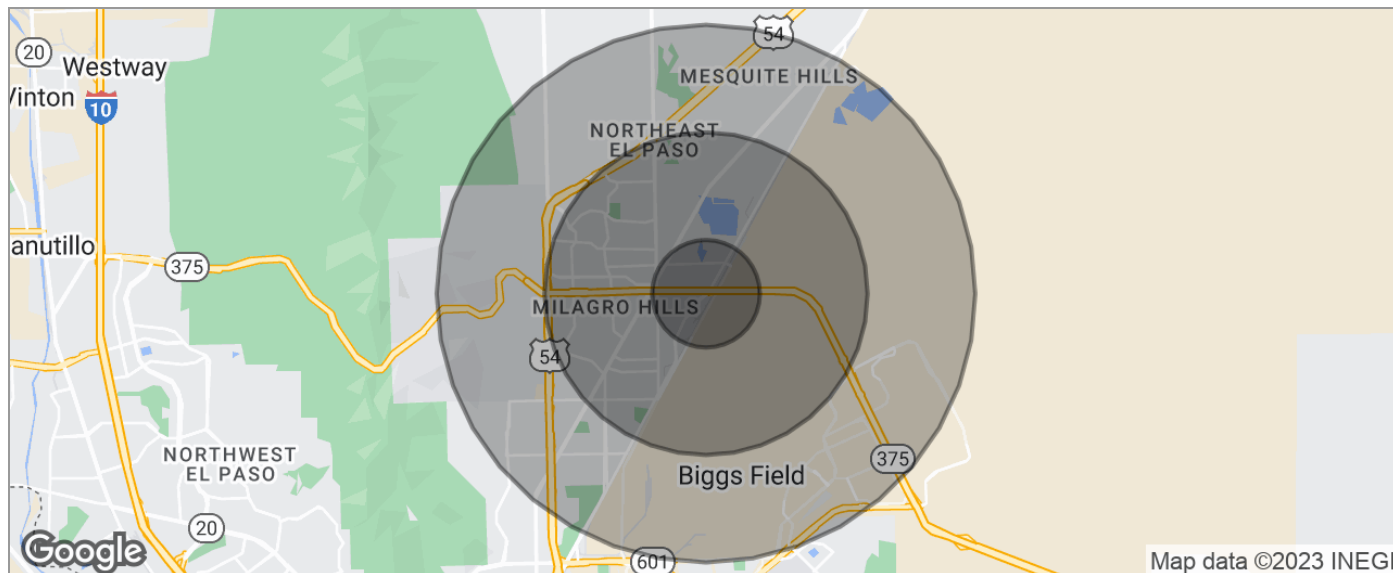 20
Westway
Vinton
10
54
MESQUITE HILLS
NORTHEAST
EL PASO
anutillo
375
MILAGRO HILLS
54
NORTHWEST
EL PASO
Biggs Field
375
20
601
Google
Map data ©2023 INEGI